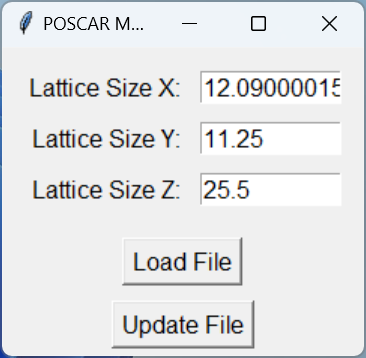 POSCAR M...
Lattice Size X: 12.09000015
Lattice Size Y: 11.25
Lattice Size Z: 25.5
Load File
Update File